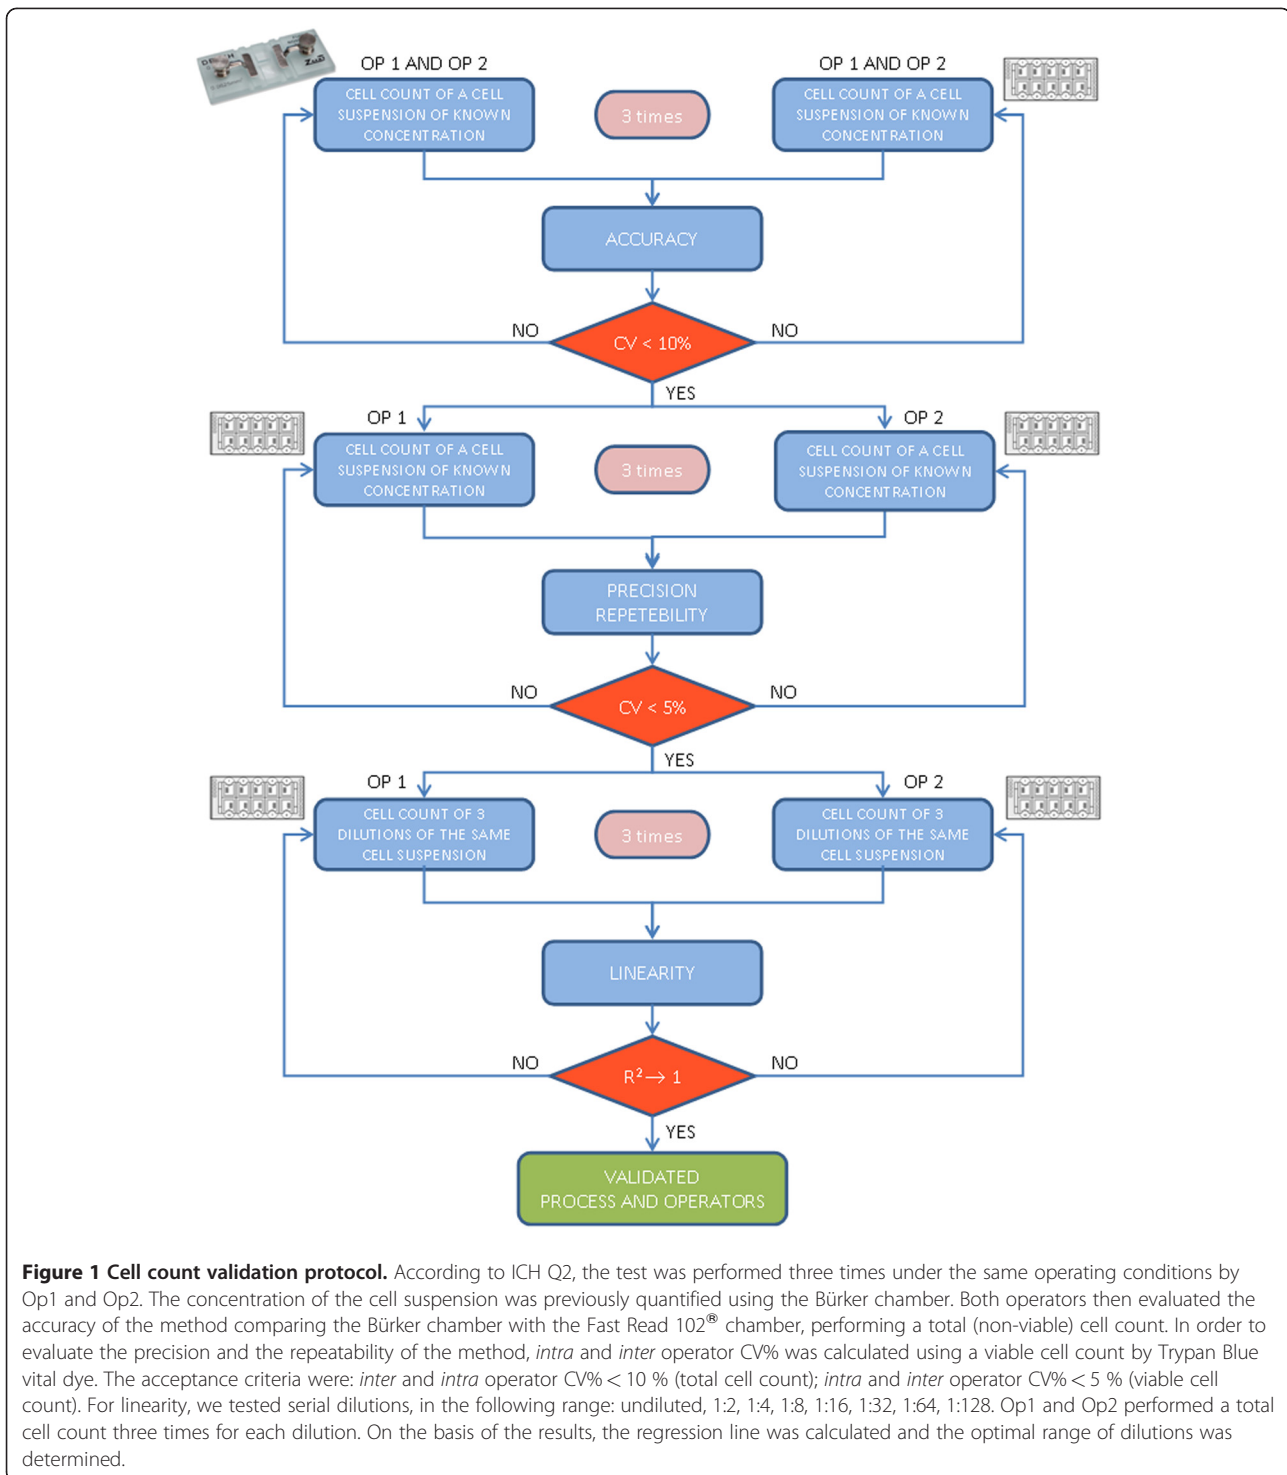 OP 1 AND OP 2
OP 1 AND OP 2
CELL COUNT OF A CELL
SUSPENSION OF KNOWN
CONCENTRATION
3 times
CELL COUNT OF A CELL
SUSPENSION OF KNOWN
CONCENTRATION
ACCURACY
NO
CV < 10%
NO
YES
OP 1
OP 2
CELL COUNT OF A CELL
SUSPENSION OF KNOWN
CONCENTRATION
3 times
CELL COUNT OF A CELL
SUSPENSION OF KNOWN
CONCENTRATION
PRECISION
REPETEBILITY
NO
CV < 5%
NO
YES
OP 1
OP 2
CELL COUNT OF 3
DILUTIONS OF THE SAME
CELL SUSPENSION
3 times
CELL COUNT OF 3
DILUTIONS OF THE SAME
CELL SUSPENSION
LINEARITY
NO
R² → 1
NO
YES
VALIDATED
PROCESS AND OPERATORS
Figure 1 Cell count validation protocol. According to ICH Q2, the test was performed three times under the same operating conditions by
Op1 and Op2. The concentration of the cell suspension was previously quantified using the Bürker chamber. Both operators then evaluated the
accuracy of the method comparing the Bürker chamber with the Fast Read 102® chamber, performing a total (non-viable) cell count. In order to
evaluate the precision and the repeatability of the method, intra and inter operator CV% was calculated using a viable cell count by Trypan Blue
vital dye. The acceptance criteria were: inter and intra operator CV% < 10 % (total cell count); intra and inter operator CV% < 5 % (viable cell
count). For linearity, we tested serial dilutions, in the following range: undiluted, 1:2, 1:4, 1:8, 1:16, 1:32, 1:64, 1:128. Op1 and Op2 performed a total
cell count three times for each dilution. On the basis of the results, the regression line was calculated and the optimal range of dilutions was
determined.